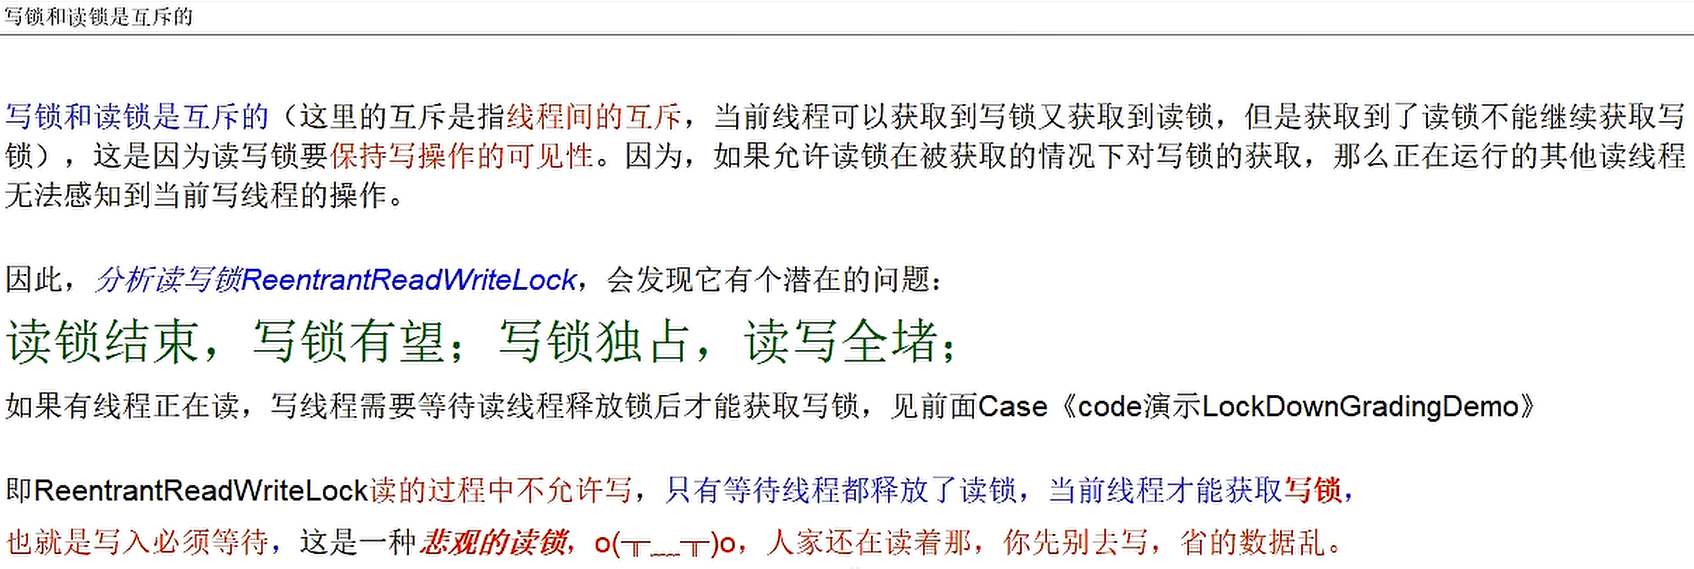 写锁和读锁是互斥的
写锁和读锁是互斥的（这里的互斥是指线程间的互斥，当前线程可以获取到写锁又获取到读锁，但是获取到了读锁不能继续获取写
锁），这是因为读写锁要保持写操作的可见性。因为，如果允许读锁在被获取的情况下对写锁的获取，那么正在运行的其他读线程
无法感知到当前写线程的操作。
因此，分析读写锁ReentrantReadWriteLock，会发现它有个潜在的问题：
读锁结束，写锁有望；写锁独占，读写全堵；
如果有线程正在读，写线程需要等待读线程释放锁后才能获取写锁，见前面Case《code演示LockDownGradingDemo》
即ReentrantReadWriteLock读的过程中不允许写，只有等待线程都释放了读锁，当前线程才能获取写锁，
也就是写入必须等待，这是一种悲观的读锁，o(╥﹏╥)o，人家还在读着那，你先别去写，省的数据乱。